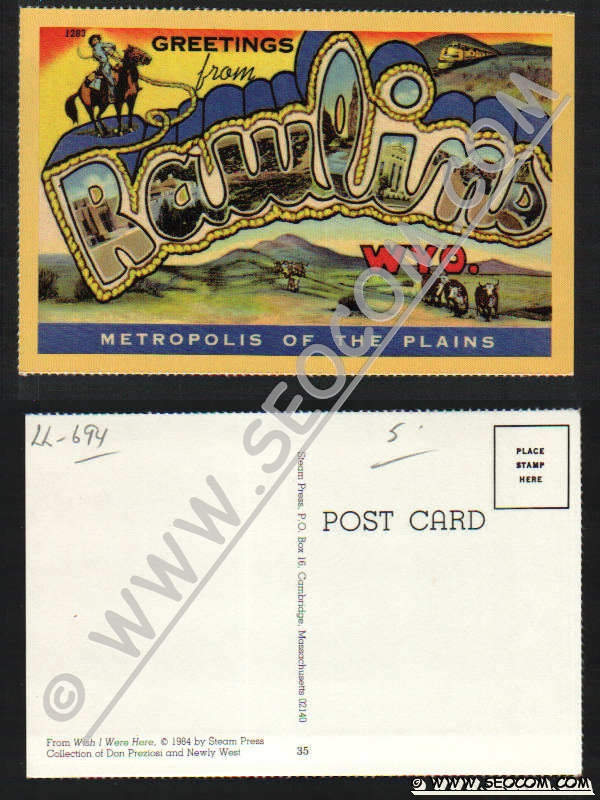 1283
GREETINGS
from
Rawlins
WYO.
METROPOLIS OF THE PLAINS
LL-694
5
PLACE
STAMP
HERE
POST CARD
Steam Press, P.O. Box 16, Cambridge, Massachusetts 02140
From Wish I Were Here, © 1984 by Steam Press
Collection of Don Preziosi and Newly West
35
© WWW.SEOCOM.COM
© WWW.SEOCOM.COM